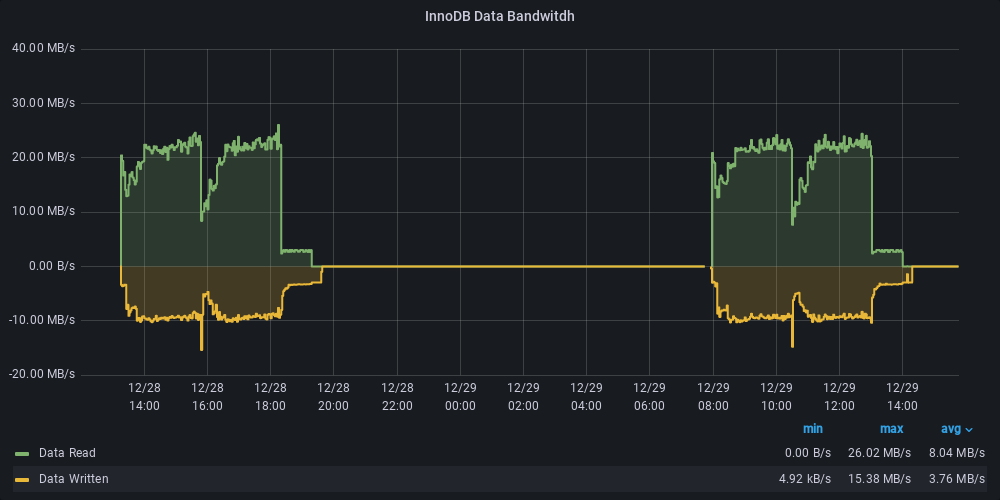 InnoDB Data Bandwitdh
40.00 MB/s
30.00 MB/s
20.00 MB/s
10.00 MB/s
0.00 B/s
-10.00 MB/s
-20.00 MB/s
12/28 12/28 12/28 12/28 12/28 12/29 12/29 12/29 12/29 12/29 12/29 12/29 12/29
14:00 16:00 18:00 20:00 22:00 00:00 02:00 04:00 06:00 08:00 10:00 12:00 14:00
min max avg
Data Read 0.00 B/s 26.02 MB/s 8.04 MB/s
Data Written 4.92 kB/s 15.38 MB/s 3.76 MB/s